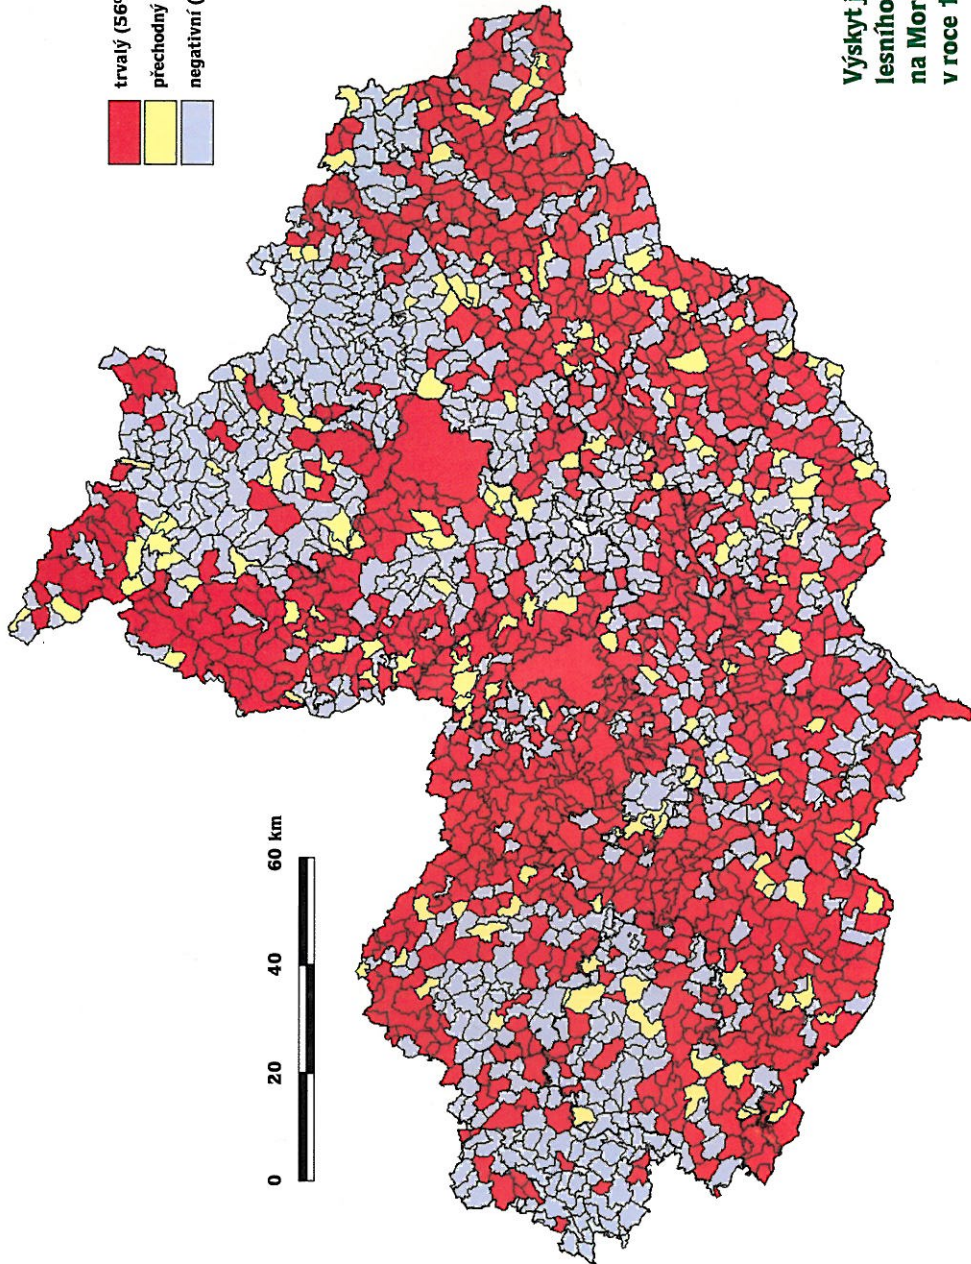 trvalý (56
přechodný
negativní (
0 20 40 60 km
Výskyt
lesního
na Mor
v roce 1